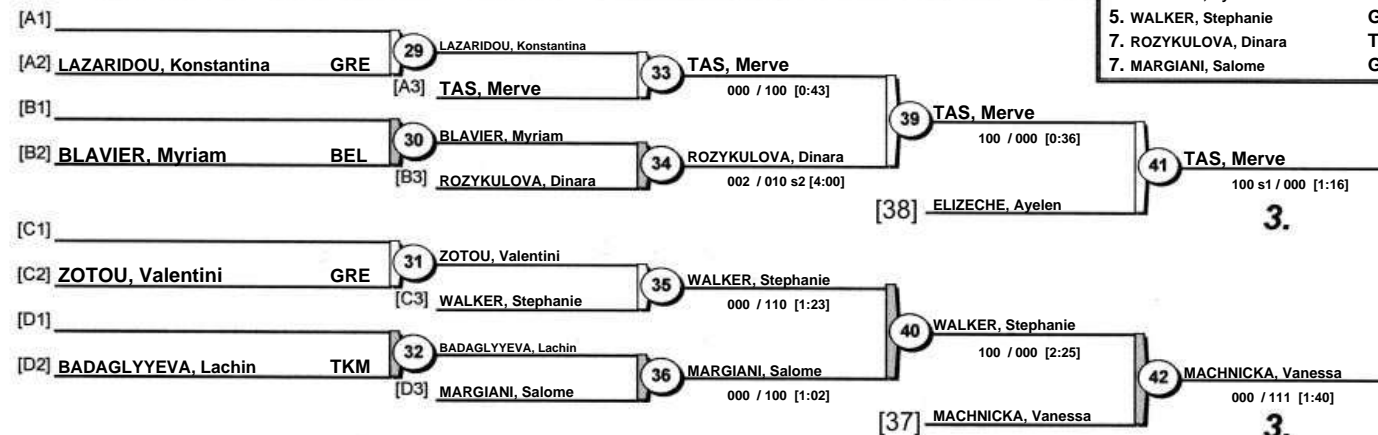 [A1]
[A2] LAZARIDOU, Konstantina GRE
29
LAZARIDOU, Konstantina
[A3] TAS, Merve
33
TAS, Merve
000 / 100 [0:43]
[B1]
[B2] BLAVIER, Myriam BEL
30
BLAVIER, Myriam
[B3] ROZYKULOVA, Dinara
34
ROZYKULOVA, Dinara
002 / 010 s2 [4:00]
39
TAS, Merve
100 / 000 [0:36]
[38] ELIZECHE, Ayelen
41
TAS, Merve
100 s1 / 000 [1:16]
3.
[C1]
[C2] ZOTOU, Valentini GRE
31
ZOTOU, Valentini
[C3] WALKER, Stephanie
35
WALKER, Stephanie
000 / 110 [1:23]
[D1]
[D2] BADAGLYYEVA, Lachin TKM
32
BADAGLYYEVA, Lachin
[D3] MARGIANI, Salome
36
MARGIANI, Salome
000 / 100 [1:02]
40
WALKER, Stephanie
100 / 000 [2:25]
[37] MACHNICKA, Vanessa
42
MACHNICKA, Vanessa
000 / 111 [1:40]
3.
5. WALKER, Stephanie G
7. ROZYKULOVA, Dinara T
7. MARGIANI, Salome G